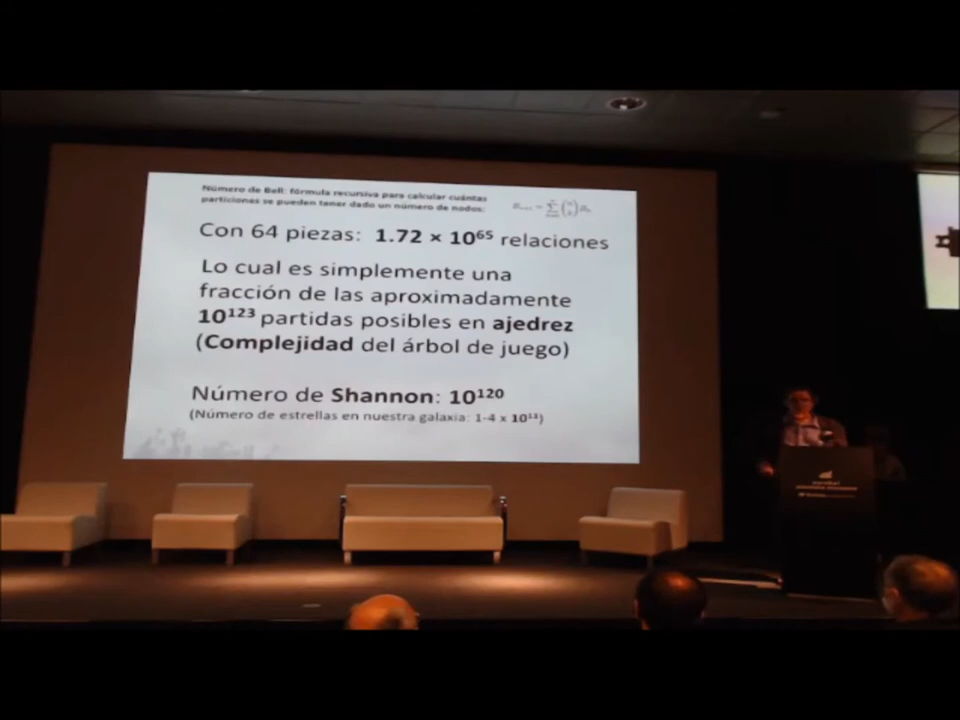 Número de Bell: fórmula recursiva para calcular cuántas
particiones se pueden tener dado un número de nodos:
Con 64 piezas: 1.72 × 10⁶⁵ relaciones
Lo cual es simplemente una
fracción de las aproximadamente
10¹²³ partidas posibles en ajedrez
(Complejidad del árbol de juego)
Número de Shannon: 10¹²⁰
(Número de estrellas en nuestra galaxia: 1-4 x 10¹¹)